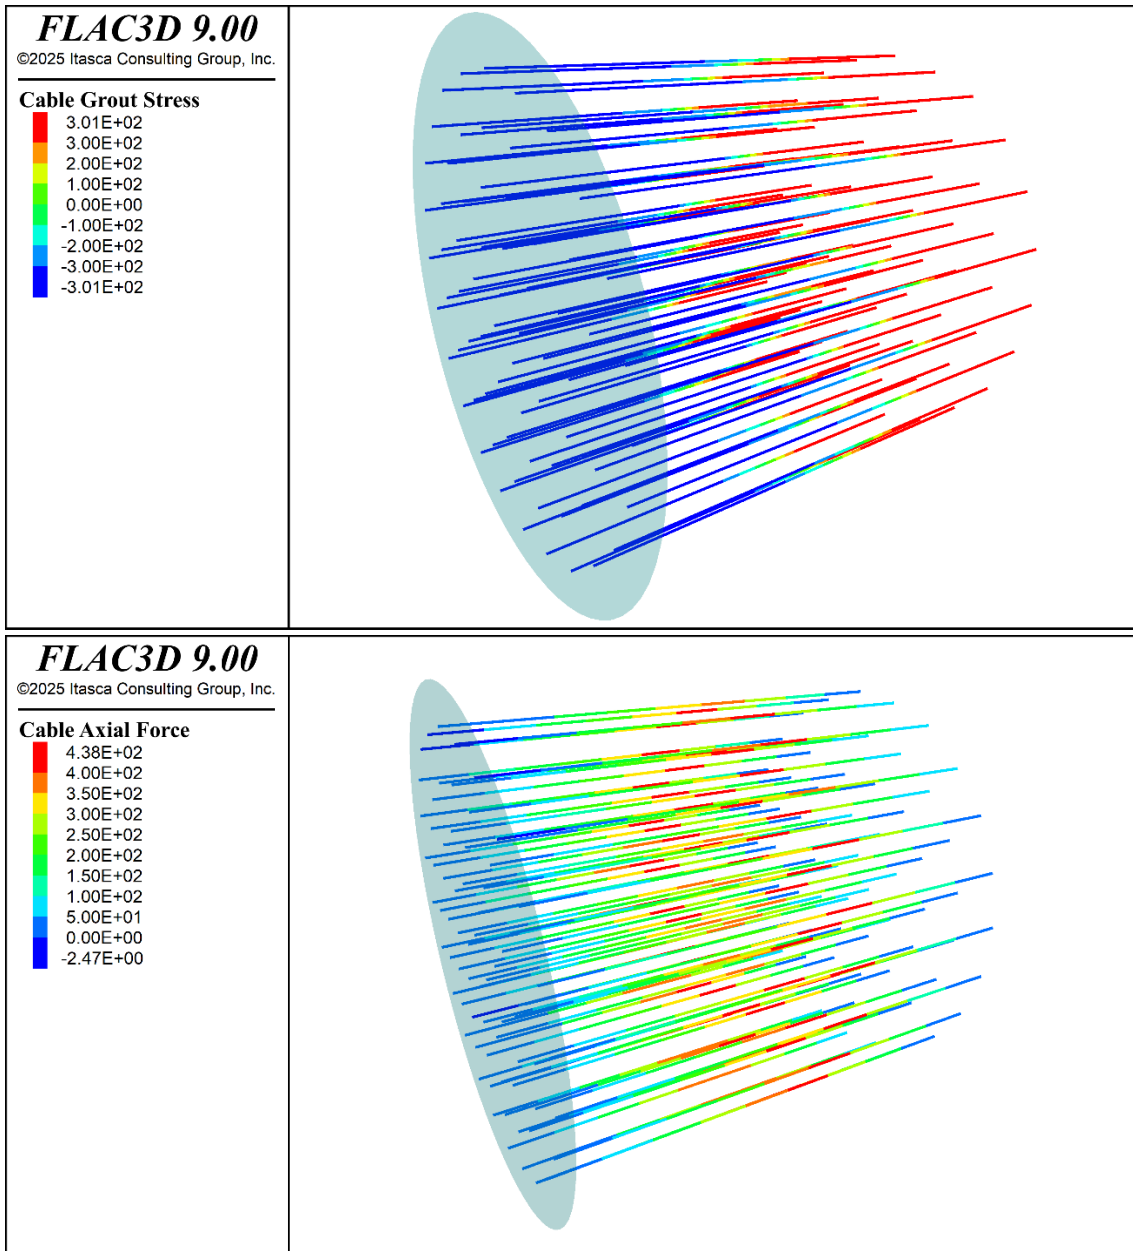 FLAC3D 9.00
©2025 Itasca Consulting Group, Inc.
Cable Grout Stress
3.01E+02
3.00E+02
2.00E+02
1.00E+02
0.00E+00
-1.00E+02
-2.00E+02
-3.00E+02
-3.01E+02
FLAC3D 9.00
©2025 Itasca Consulting Group, Inc.
Cable Axial Force
4.38E+02
4.00E+02
3.50E+02
3.00E+02
2.50E+02
2.00E+02
1.50E+02
1.00E+02
5.00E+01
0.00E+00
-2.47E+00